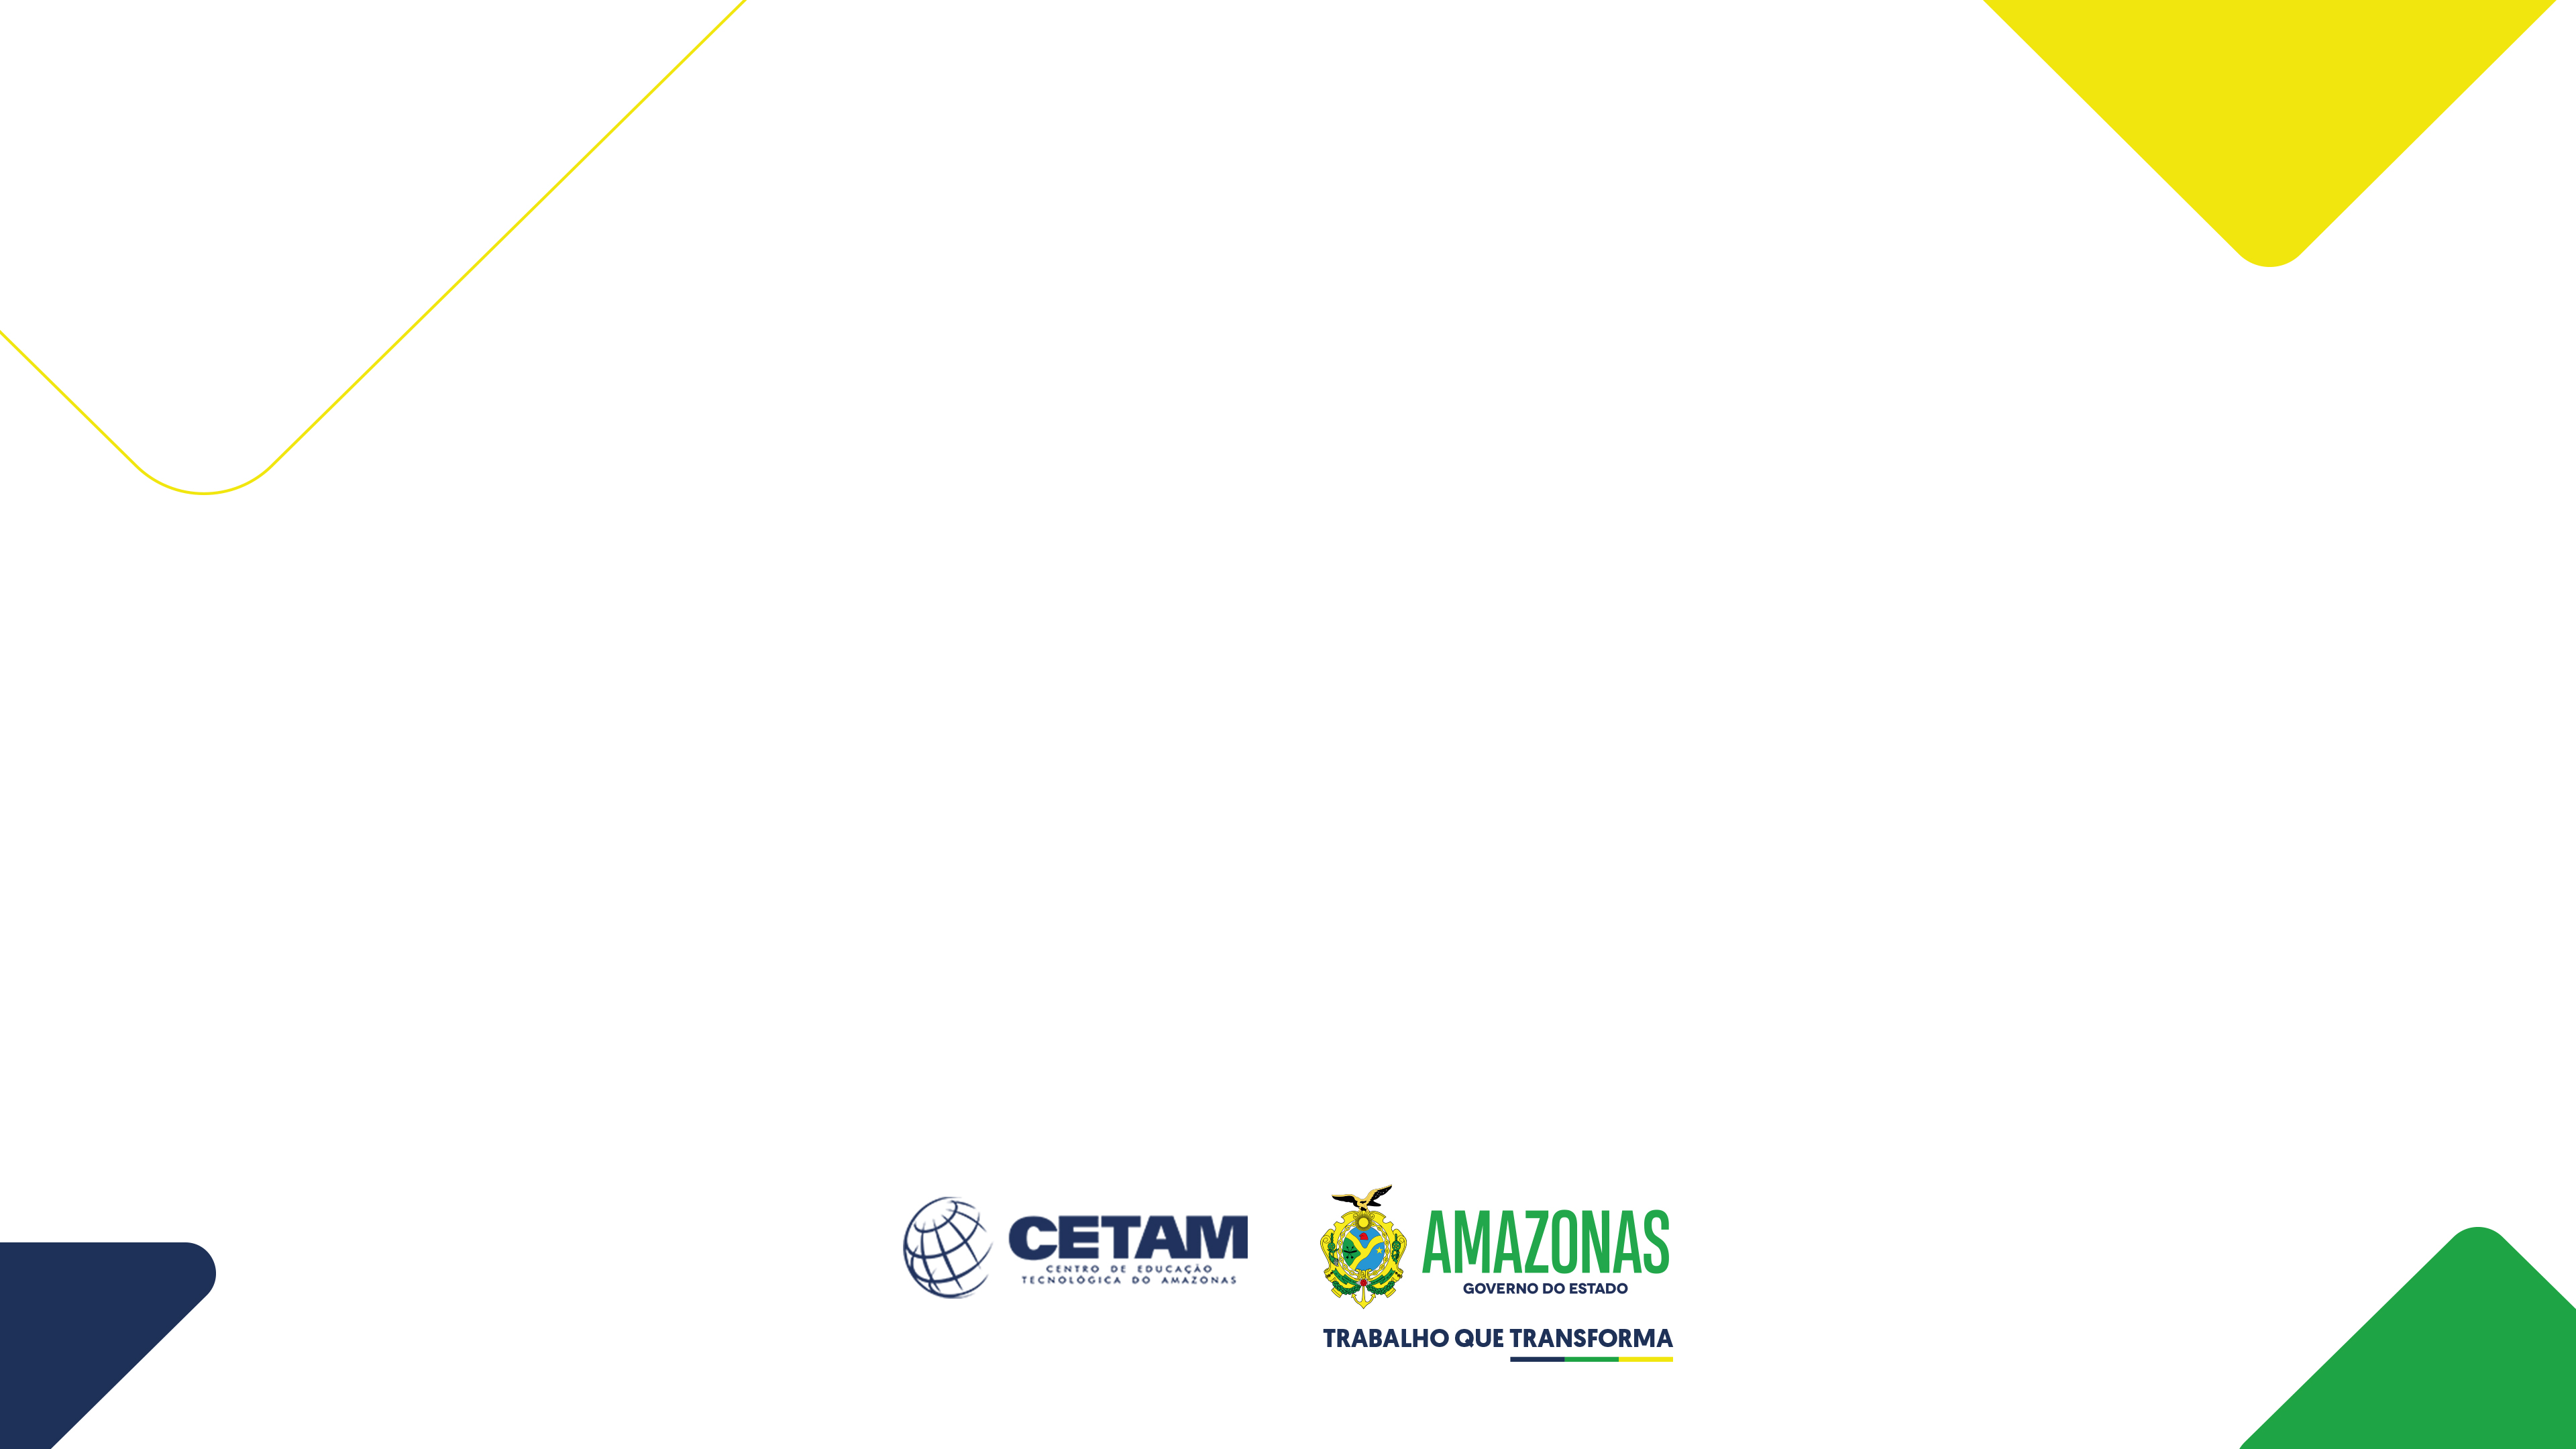 CETAM
CENTRO DE EDUCAÇÃO
TECNOLÓGICA DO AMAZONAS
AMAZONAS
GOVERNO DO ESTADO
TRABALHO QUE TRANSFORMA